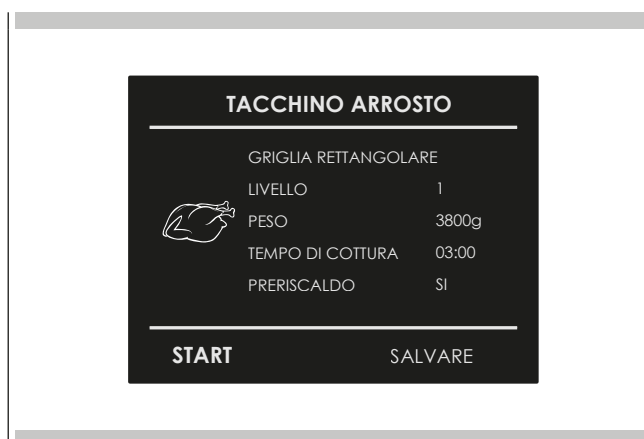 TACCHINO ARROSTO
GRIGLIA RETTANGOLARE
LIVELLO 1
PESO 3800g
TEMPO DI COTTURA 03:00
PRERISCALDO SI
START SALVARE